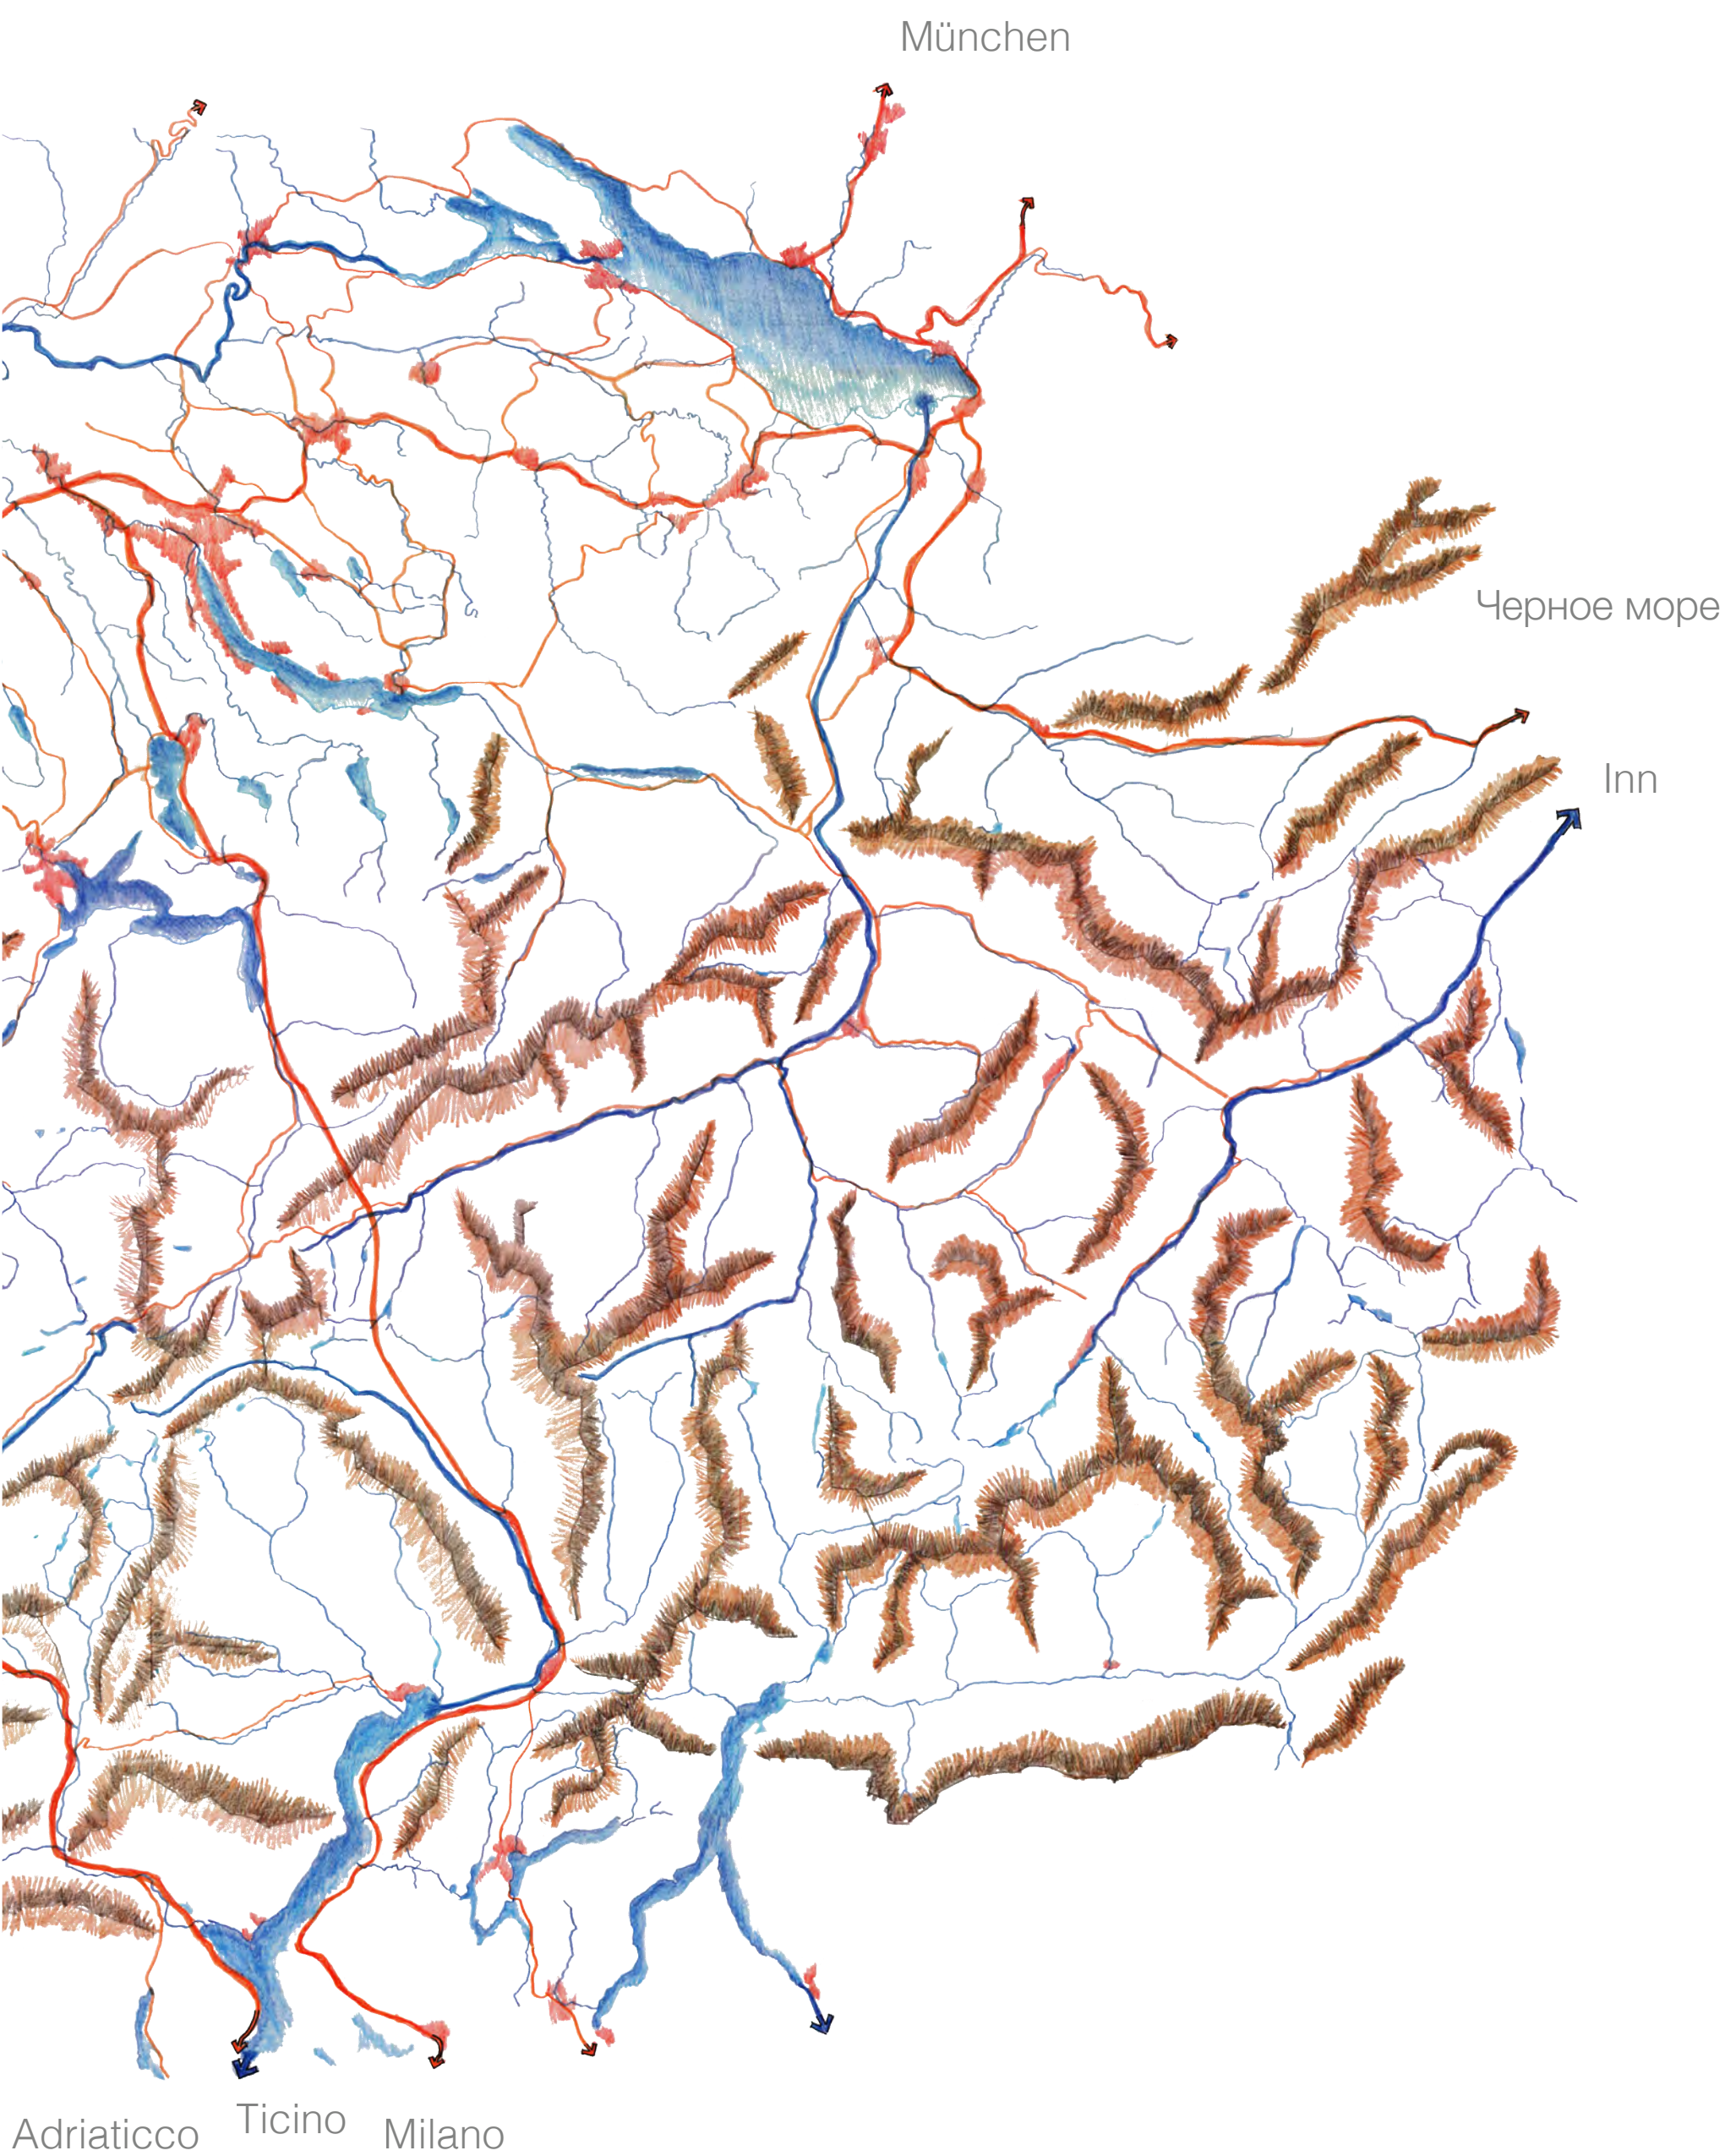 München
Черное море
Inn
Adriaticco
Ticino
Milano